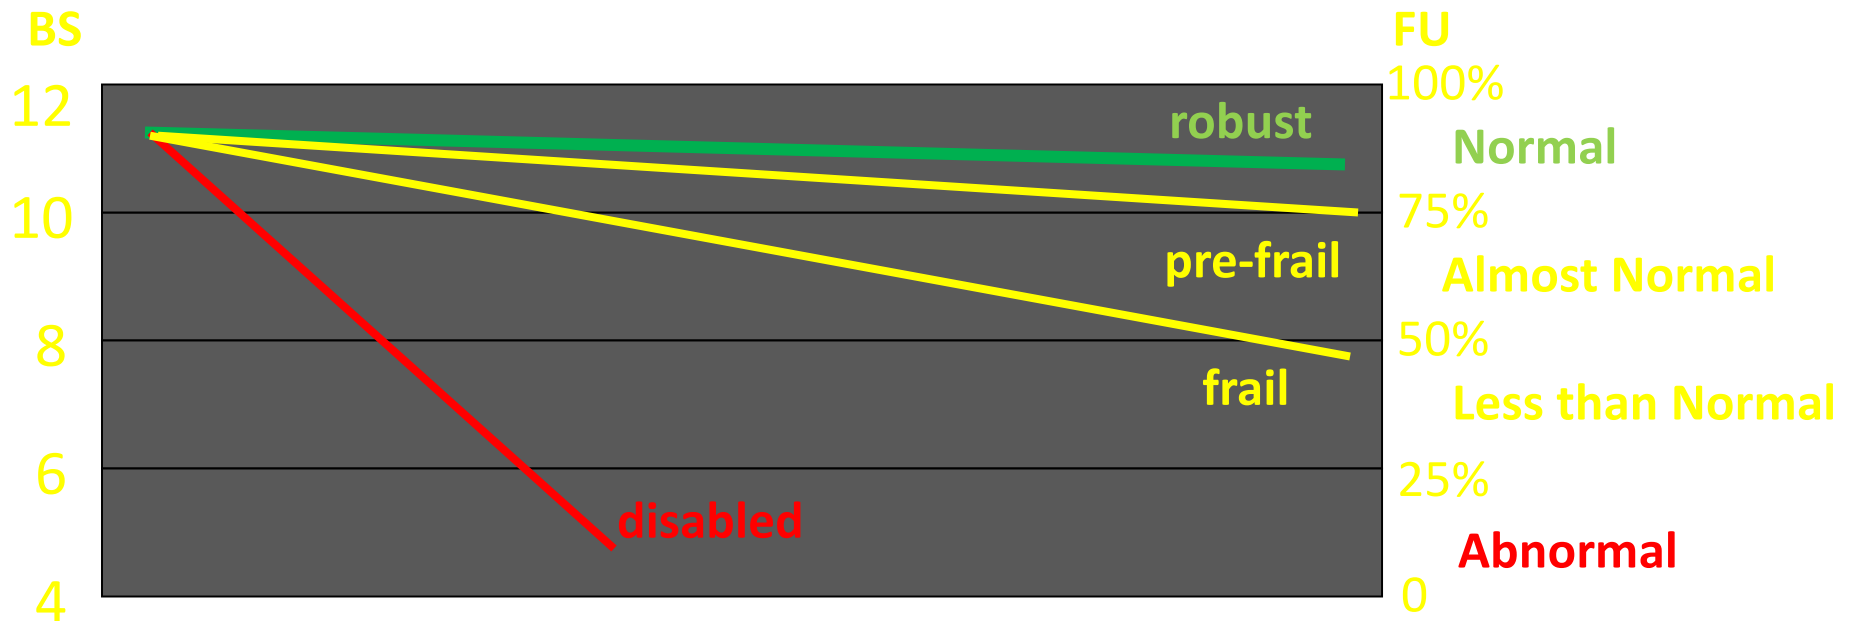 BS
FU
12
100%
robust
Normal
10
75%
pre-frail
Almost Normal
8
50%
frail
Less than Normal
6
25%
disabled
Abnormal
4
0